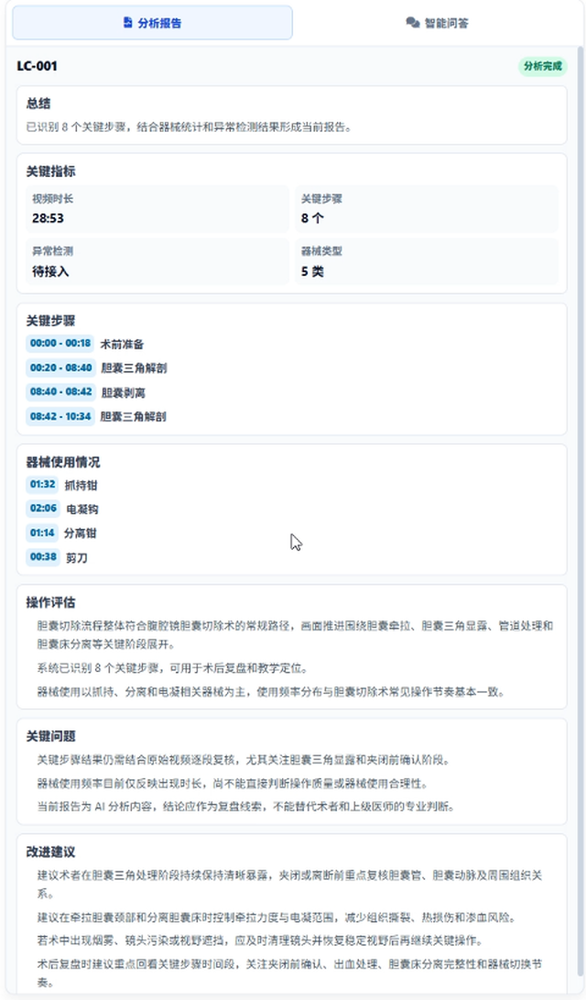 分析报告
智能问答
LC-001
分析完成
总结
已识别 8 个关键步骤，结合器械统计和异常检测结果形成当前报告。
关键指标
视频时长
关键步骤
28:53
8 个
异常检测
器械类型
待接入
5 类
关键步骤
00:00 - 00:18 术前准备
00:20 - 08:40 胆囊三角解剖
08:40 - 08:42 胆囊剥离
08:42 - 10:34 胆囊三角解剖
器械使用情况
01:32 抓持钳
02:06 电凝钩
01:14 分离钳
00:38 剪刀
操作评估
胆囊切除流程整体符合腹腔镜胆囊切除术的常规路径，画面推进围绕胆囊牵拉、胆囊三角显露、管道处理和
胆囊床分离等关键阶段展开。
系统已识别 8 个关键步骤，可用于术后复盘和教学定位。
器械使用以抓持、分离和电凝相关器械为主，使用频率分布与胆囊切除术常见操作节奏基本一致。
关键问题
关键步骤结果仍需结合原始视频逐段复核，尤其关注胆囊三角显露和夹闭前确认阶段。
器械使用频率目前仅反映出现时长，尚不能直接判断操作质量或器械使用合理性。
当前报告为 AI 分析内容，结论应作为复盘线索，不能替代术者和上级医师的专业判断。
改进建议
建议术者在胆囊三角处理阶段持续保持清晰暴露，夹闭或离断前重点复核胆囊管、胆囊动脉及周围组织关
系。
建议在牵拉胆囊颈部和分离胆囊床时控制牵拉力度与电凝范围，减少组织撕裂、热损伤和渗血风险。
若术中出现烟雾、镜头污染或视野遮挡，应及时清理镜头并恢复稳定视野后再继续关键操作。
术后复盘时建议重点回看关键步骤时间段，关注夹闭前确认、出血处理、胆囊床分离完整性和器械切换节
奏。